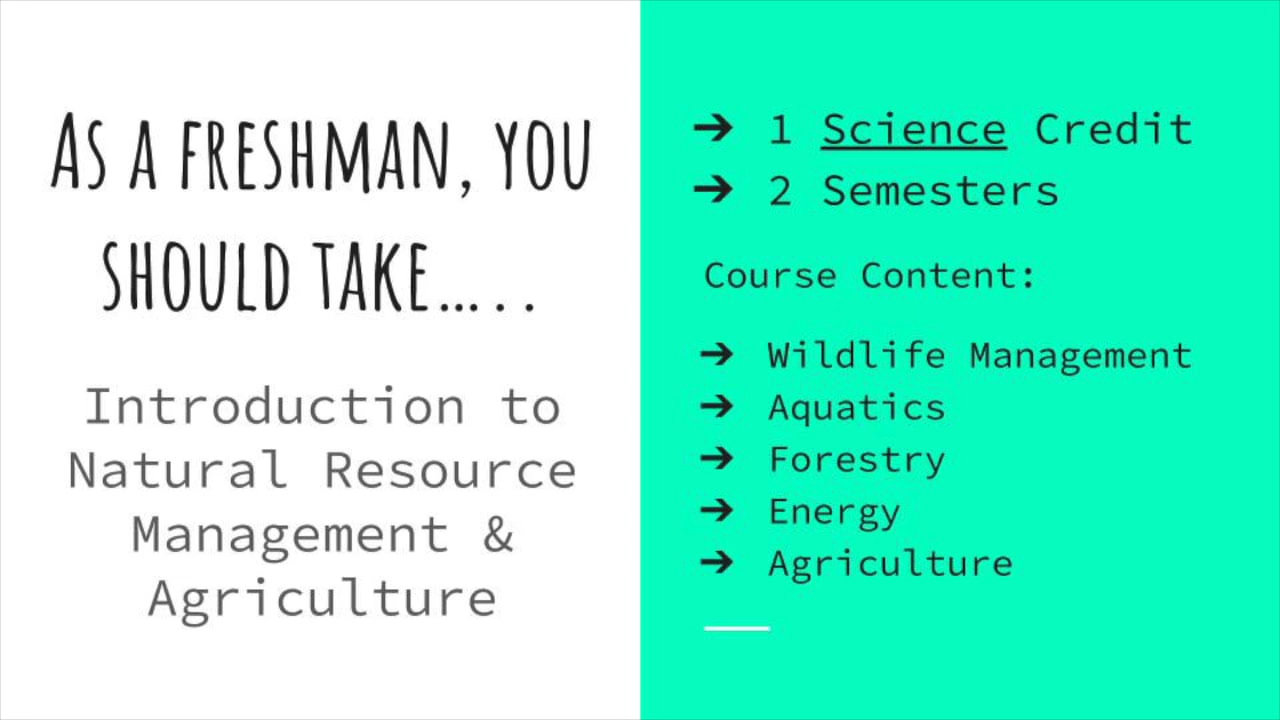 As a freshman, you
should take…..
Introduction to
Natural Resource
Management &
Agriculture
➔ 1 Science Credit
➔ 2 Semesters
Course Content:
➔ Wildlife Management
➔ Aquatics
➔ Forestry
➔ Energy
➔ Agriculture